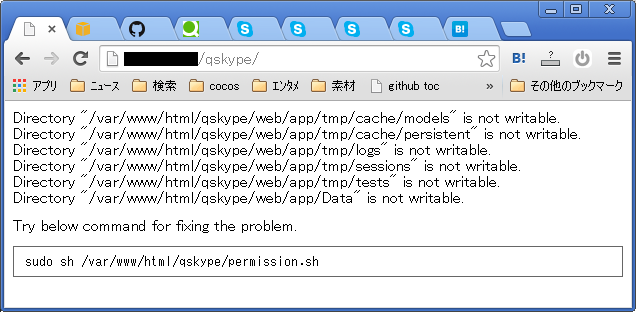 B!
/qskype/
B!
?
アプリ ニュース 検索 cocos エンタメ 素材 github toc » その他のブックマーク
Directory "/var/www/html/qskype/web/app/tmp/cache/models" is not writable.
Directory "/var/www/html/qskype/web/app/tmp/cache/persistent" is not writable.
Directory "/var/www/html/qskype/web/app/tmp/logs" is not writable.
Directory "/var/www/html/qskype/web/app/tmp/sessions" is not writable.
Directory "/var/www/html/qskype/web/app/tmp/tests" is not writable.
Directory "/var/www/html/qskype/web/app/Data" is not writable.
Try below command for fixing the problem.
sudo sh /var/www/html/qskype/permission.sh